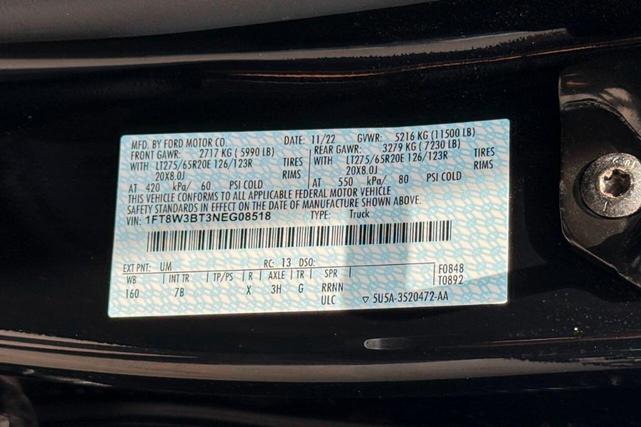 MFD. BY FORD MOTOR CO. DATE: 11/22 GVWR: 5216 KG (11500 LB)
FRONT GAWR: 2717 KG (5990 LB) REAR GAWR: 3279 KG (7230 LB)
WITH LT275/65R20E 126/123R TIRES WITH LT275/65R20E 126/123R TIRES
20X8.0J RIMS 20X8.0J RIMS
AT 420 kPa/ 60 PSI COLD AT 550 kPa/ 80 PSI COLD
THIS VEHICLE CONFORMS TO ALL APPLICABLE FEDERAL MOTOR VEHICLE
SAFETY STANDARDS IN EFFECT ON THE DATE OF MANUFACTURE SHOWN ABOVE.
VIN: 1FT8W3BT3NEG08518 TYPE: Truck
EXT PNT: UM RC: 13 DSO: F0848
WB INT TR TP/PS R AXLE TR SPR T0892
160 7B X 3H G RRNN
ULC ▽ 5U5A-3520472-AA